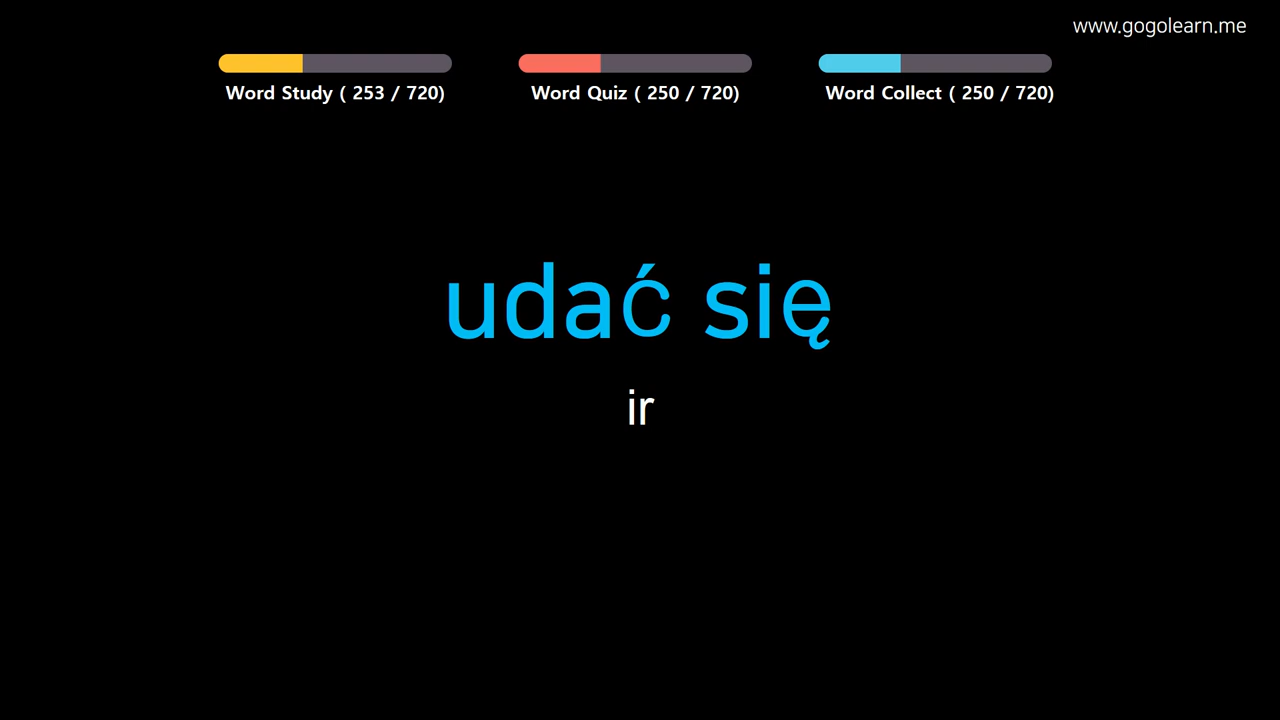 www.gogolearn.me
Word Study ( 253 / 720)
Word Quiz ( 250 / 720)
Word Collect ( 250 / 720)
udać się
ir